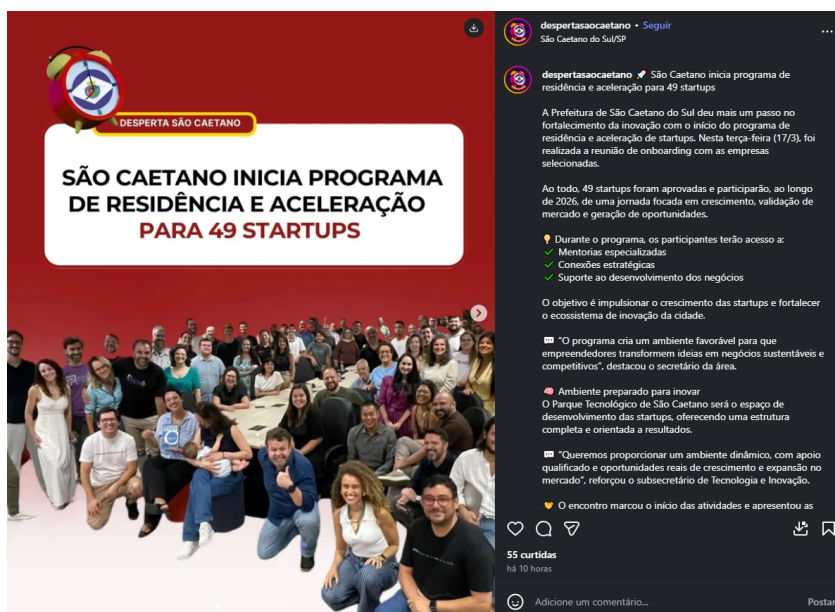 DESPERTA SÃO CAETANO
SÃO CAETANO INICIA PROGRAMA
DE RESIDÊNCIA E ACELERAÇÃO
PARA 49 STARTUPS
despertasaocaetano • Seguir
São Caetano do Sul/SP
despertasaocaetano 🚀 São Caetano inicia programa de
residência e aceleração para 49 startups
A Prefeitura de São Caetano do Sul deu mais um passo no
fortalecimento da inovação com o início do programa de
residência e aceleração de startups. Nesta terça-feira (17/3), foi
realizada a reunião de onboarding com as empresas
selecionadas.
Ao todo, 49 startups foram aprovadas e participarão, ao longo
de 2026, de uma jornada focada em crescimento, validação de
mercado e geração de oportunidades.
💡 Durante o programa, os participantes terão acesso a:
✔ Mentorias especializadas
✔ Conexões estratégicas
✔ Suporte ao desenvolvimento dos negócios
O objetivo é impulsionar o crescimento das startups e fortalecer
o ecossistema de inovação da cidade.
💬 "O programa cria um ambiente favorável para que
empreendedores transformem ideias em negócios sustentáveis e
competitivos", destacou o secretário da área.
🧠 Ambiente preparado para inovar
O Parque Tecnológico de São Caetano será o espaço de
desenvolvimento das startups, oferecendo uma estrutura
completa e orientada a resultados.
💬 "Queremos proporcionar um ambiente dinâmico, com apoio
qualificado e oportunidades reais de crescimento e expansão no
mercado", reforçou o subsecretário de Tecnologia e Inovação.
O encontro marcou o início das atividades e apresentou as
55 curtidas
há 10 horas
Adicione um comentário...
Postar